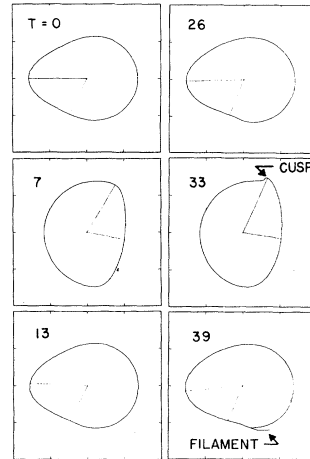 T = 0
26
7
33
CUSP
13
39
FILAMENT